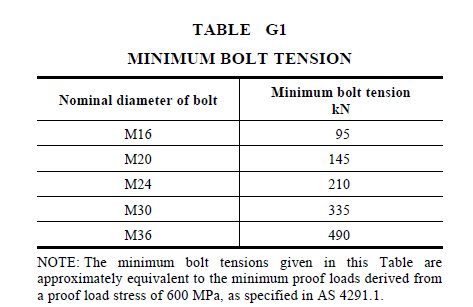 TABLE G1
MINIMUM BOLT TENSION
Nominal diameter of bolt Minimum bolt tension
kN
M16 95
M20 145
M24 210
M30 335
M36 490
NOTE: The minimum bolt tensions given in this Table are
approximately equivalent to the minimum proof loads derived from
a proof load stress of 600 MPa, as specified in AS 4291.1.